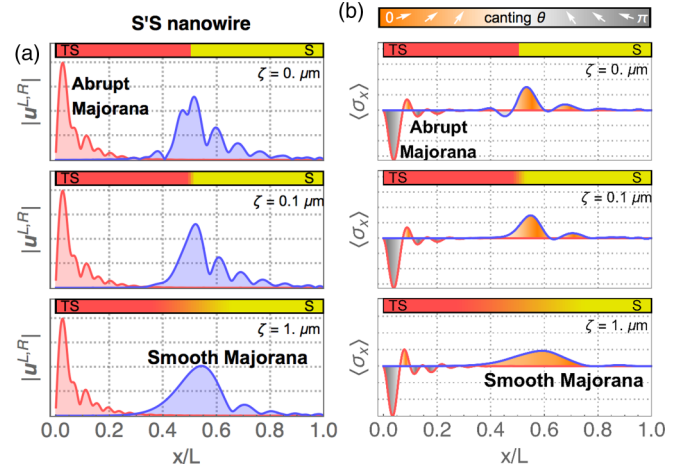 S'S nanowire
(a)
TS S
ζ = 0. μm
Abrupt
Majorana
|u^{L,R}|
TS S
ζ = 0.1 μm
|u^{L,R}|
TS S
ζ = 1. μm
Smooth Majorana
|u^{L,R}|
0.0 0.2 0.4 0.6 0.8 1.0
x/L
(b)
0 canting θ π
TS S
ζ = 0. μm
Abrupt
Majorana
⟨σ_x⟩
TS S
ζ = 0.1 μm
⟨σ_x⟩
TS S
ζ = 1. μm
Smooth Majorana
⟨σ_x⟩
0.0 0.2 0.4 0.6 0.8 1.0
x/L